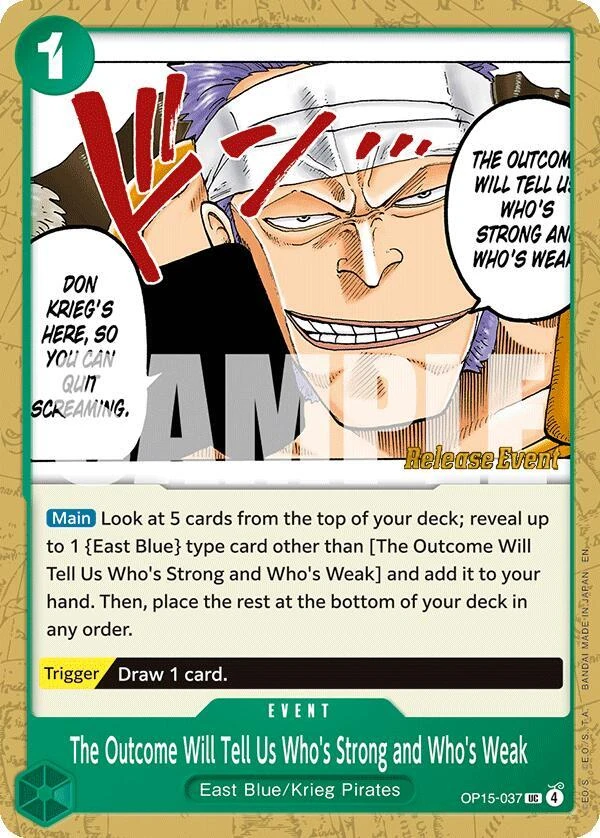 1
ドン...
THE OUTCOM
WILL TELL U
WHO'S
STRONG AN
WHO'S WEA
DON
KRIEG'S
HERE, SO
YOU CAN
QUIT
SCREAMING.
SAMPLE
Release Event
Main Look at 5 cards from the top of your deck; reveal up
to 1 {East Blue} type card other than [The Outcome Will
Tell Us Who's Strong and Who's Weak] and add it to your
hand. Then, place the rest at the bottom of your deck in
any order.
Trigger Draw 1 card.
EVENT
The Outcome Will Tell Us Who's Strong and Who's Weak
East Blue/Krieg Pirates
OP15-037 UC 4
©E.O/S. ©E.O./S.,T.A. BANDAI MADE IN JAPAN EN